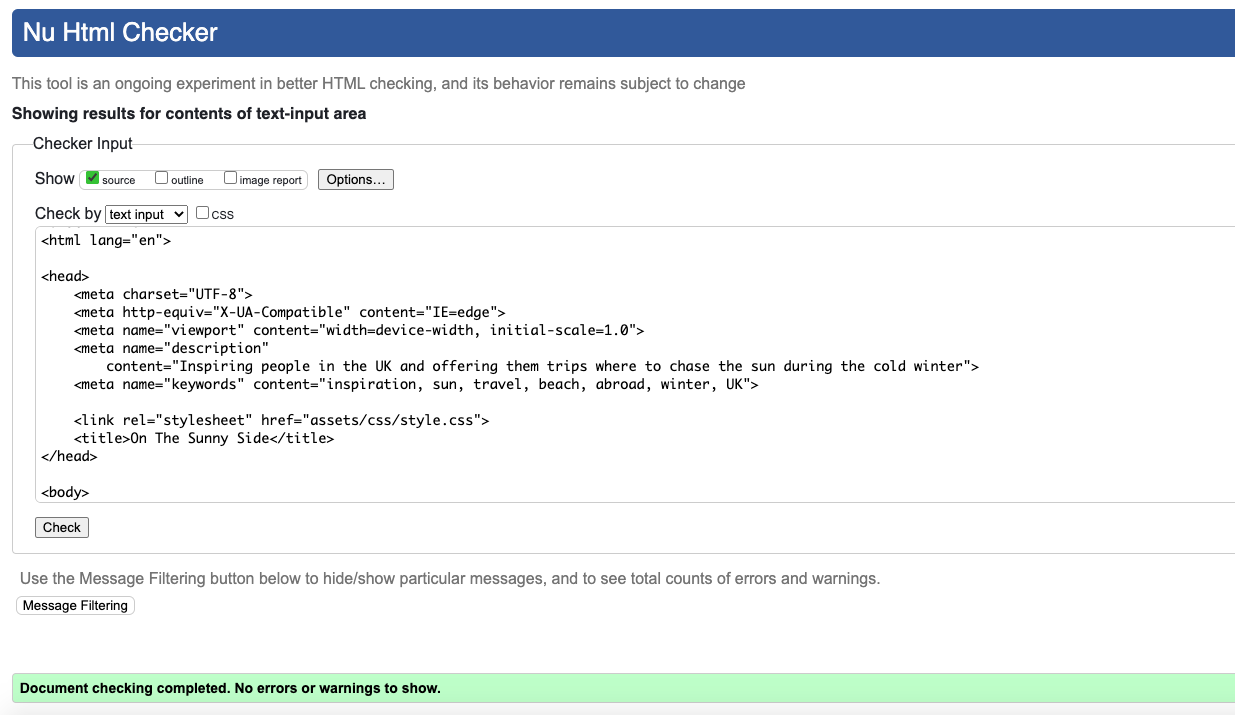 Nu Html Checker
This tool is an ongoing experiment in better HTML checking, and its behavior remains subject to change
Showing results for contents of text-input area
Checker Input
Show source outline image report Options...
Check by text input css
<html lang="en">
<head>
<meta charset="UTF-8">
<meta http-equiv="X-UA-Compatible" content="IE=edge">
<meta name="viewport" content="width=device-width, initial-scale=1.0">
<meta name="description"
content="Inspiring people in the UK and offering them trips where to chase the sun during the cold winter">
<meta name="keywords" content="inspiration, sun, travel, beach, abroad, winter, UK">
<link rel="stylesheet" href="assets/css/style.css">
<title>On The Sunny Side</title>
</head>
<body>
Check
Use the Message Filtering button below to hide/show particular messages, and to see total counts of errors and warnings.
Message Filtering
Document checking completed. No errors or warnings to show.